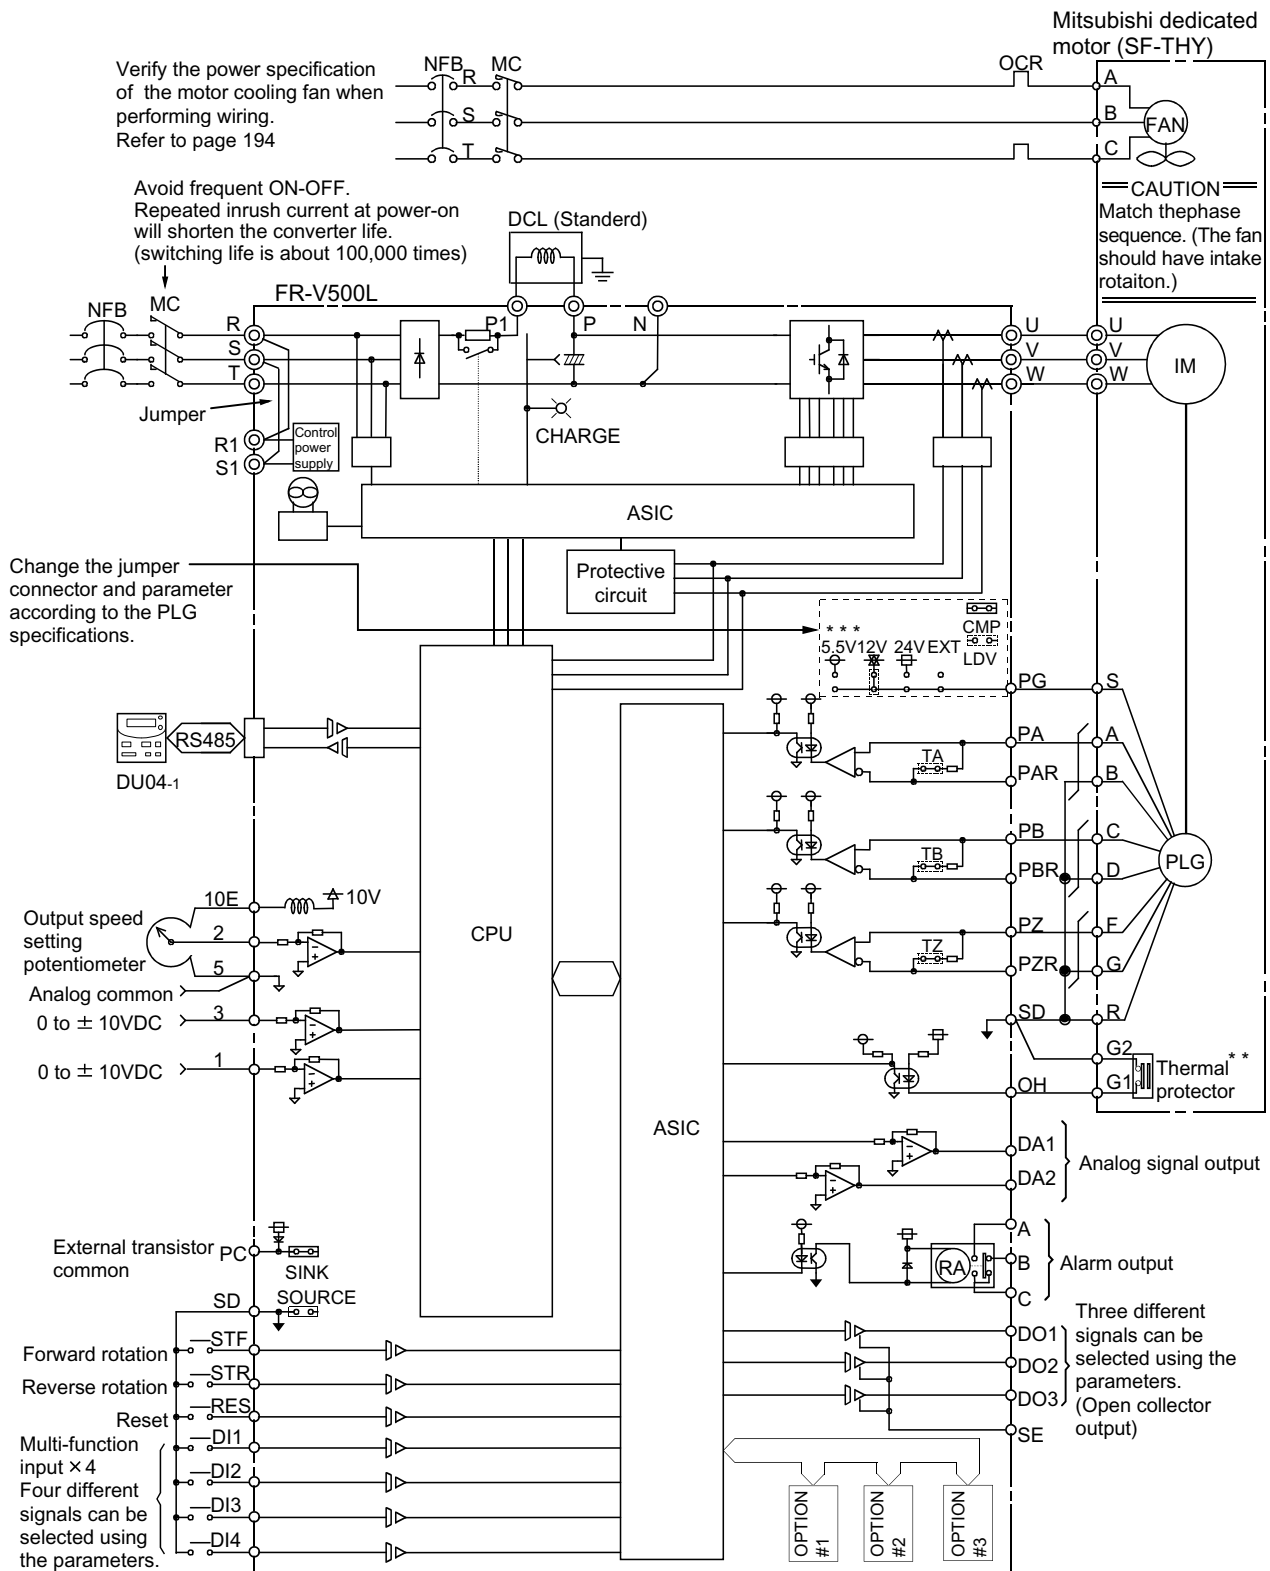 Mitsubishi dedicated
motor (SF-THY)
Verify the power specification
of the motor cooling fan when
performing wiring.
Refer to page 194
NFB
MC
R
S
T
OCR
A
B
C
FAN
CAUTION
Match thephase
sequence. (The fan
should have intake
rotaiton.)
Avoid frequent ON-OFF.
Repeated inrush current at power-on
will shorten the converter life.
(switching life is about 100,000 times)
DCL (Standerd)
FR-V500L
NFB
MC
R
S
T
P1
P
N
U
V
W
U
V
W
IM
Jumper
R1
S1
Control
power
supply
CHARGE
ASIC
Protective
circuit
Change the jumper
connector and parameter
according to the PLG
specifications.
* * *
5.5V 12V 24V EXT
CMP
LDV
PG
S
RS485
DU04-1
PA
A
TA
PAR
B
PB
C
TB
PBR
D
PLG
PZ
F
TZ
PZR
G
SD
R
G2
G1
OH
Thermal * *
protector
10E
10V
Output speed
setting
potentiometer
2
5
Analog common
0 to ± 10VDC
3
0 to ± 10VDC
1
CPU
ASIC
DA1
DA2
Analog signal output
External transistor
common
PC
SINK
SOURCE
SD
RA
A
B
C
Alarm output
Forward rotation
STF
Reverse rotation
STR
Reset
RES
Multi-function
input × 4
Four different
signals can be
selected using
the parameters.
DI1
DI2
DI3
DI4
DO1
DO2
DO3
SE
Three different
signals can be
selected using the
parameters.
(Open collector
output)
OPTION
#1
OPTION
#2
OPTION
#3